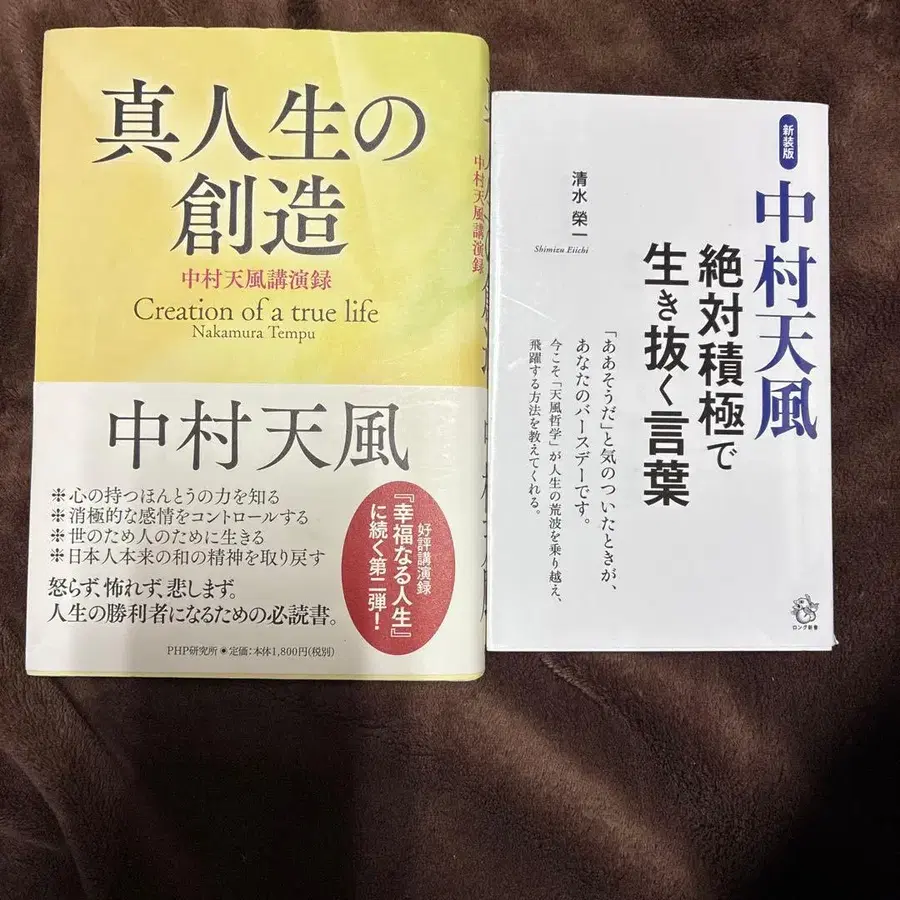 真人生の
創造
中村天風講演録
Creation of a true life
Nakamura Tempu
中村天風
※心の持つほんとうの力を知る
※消極的な感情をコントロールする
※世のため人のために生きる
※日本人本来の和の精神を取り戻す
怒らず、怖れず、悲しまず。
人生の勝利者になるための必読書。
好評講演録
『幸福なる人生』
に続く第二弾!
PHP研究所◉定価:本体1,800円(税別)
中村天風講演録
新装版
中村天風
絶対積極で
生き抜く言葉
清水 榮一
Shimizu Eiichi
「ああそうだ」と気のついたときが、
あなたのバースデーです。
今こそ「天風哲学」が人生の荒波を乗り越え、
飛躍する方法を教えてくれる。
ロング新書